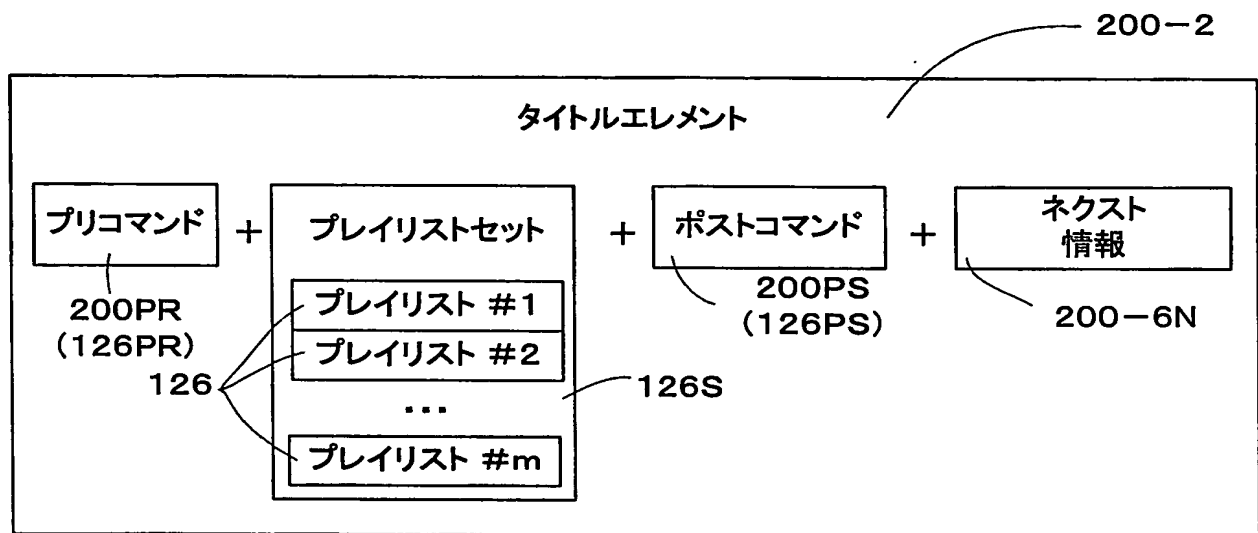 200-2
タイトルエレメント
プリコマンド
+
プレイリストセット
+
ポストコマンド
+
ネクスト
情報
200PR
(126PR)
プレイリスト #1
プレイリスト #2
...
プレイリスト #m
126
126S
200PS
(126PS)
200-6N